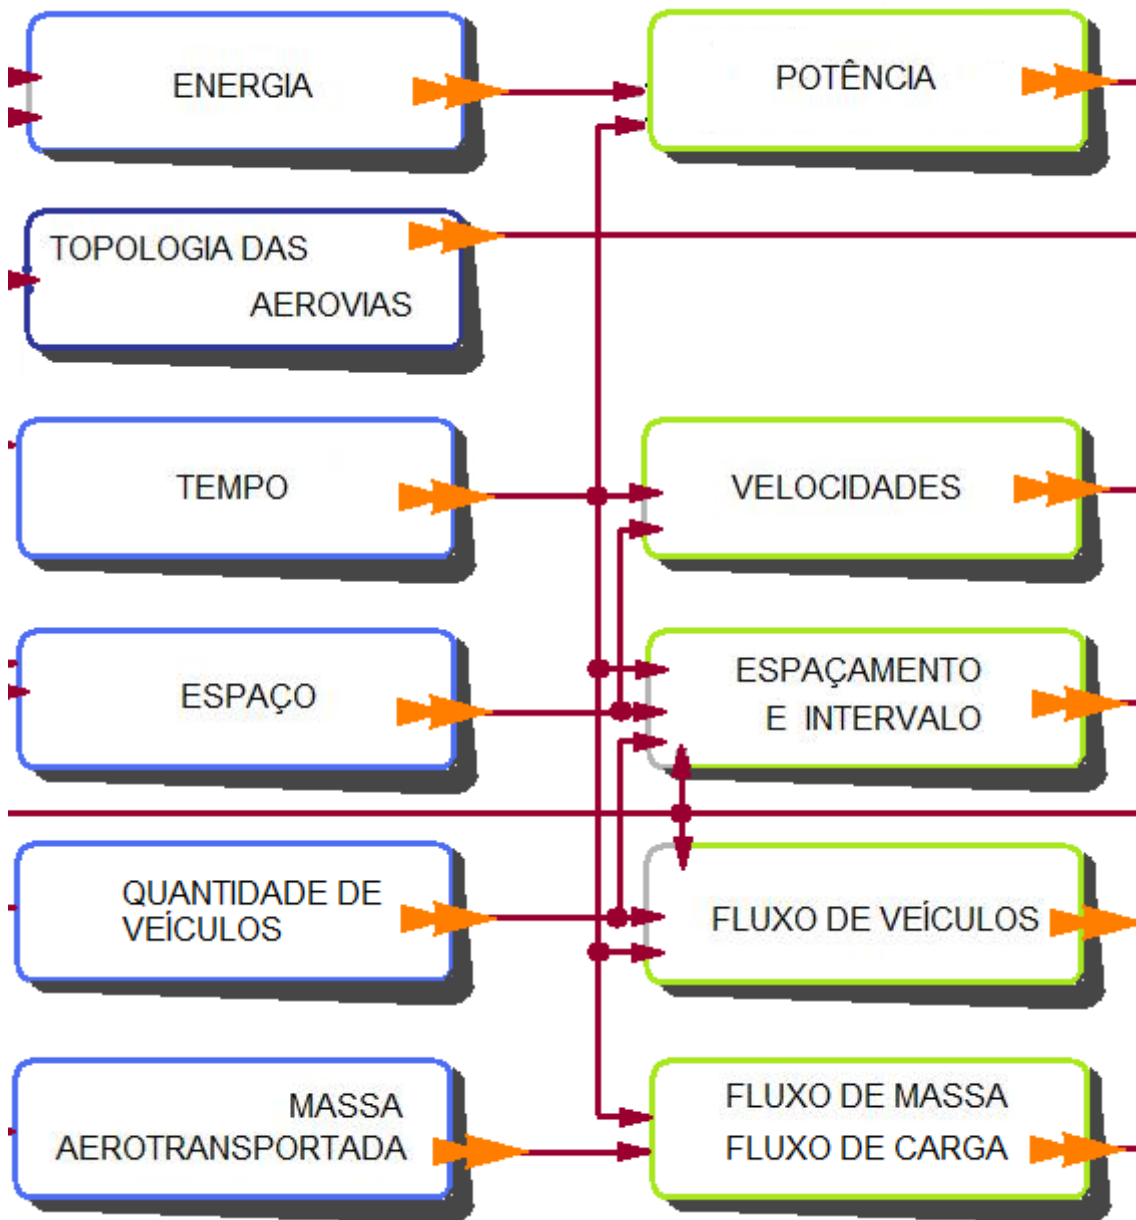 ENERGIA
POTÊNCIA
TOPOLOGIA DAS
AEROVIAS
TEMPO
VELOCIDADES
ESPAÇO
ESPAÇAMENTO
E INTERVALO
QUANTIDADE DE
VEÍCULOS
FLUXO DE VEÍCULOS
MASSA
AEROTRANSPORTADA
FLUXO DE MASSA
FLUXO DE CARGA